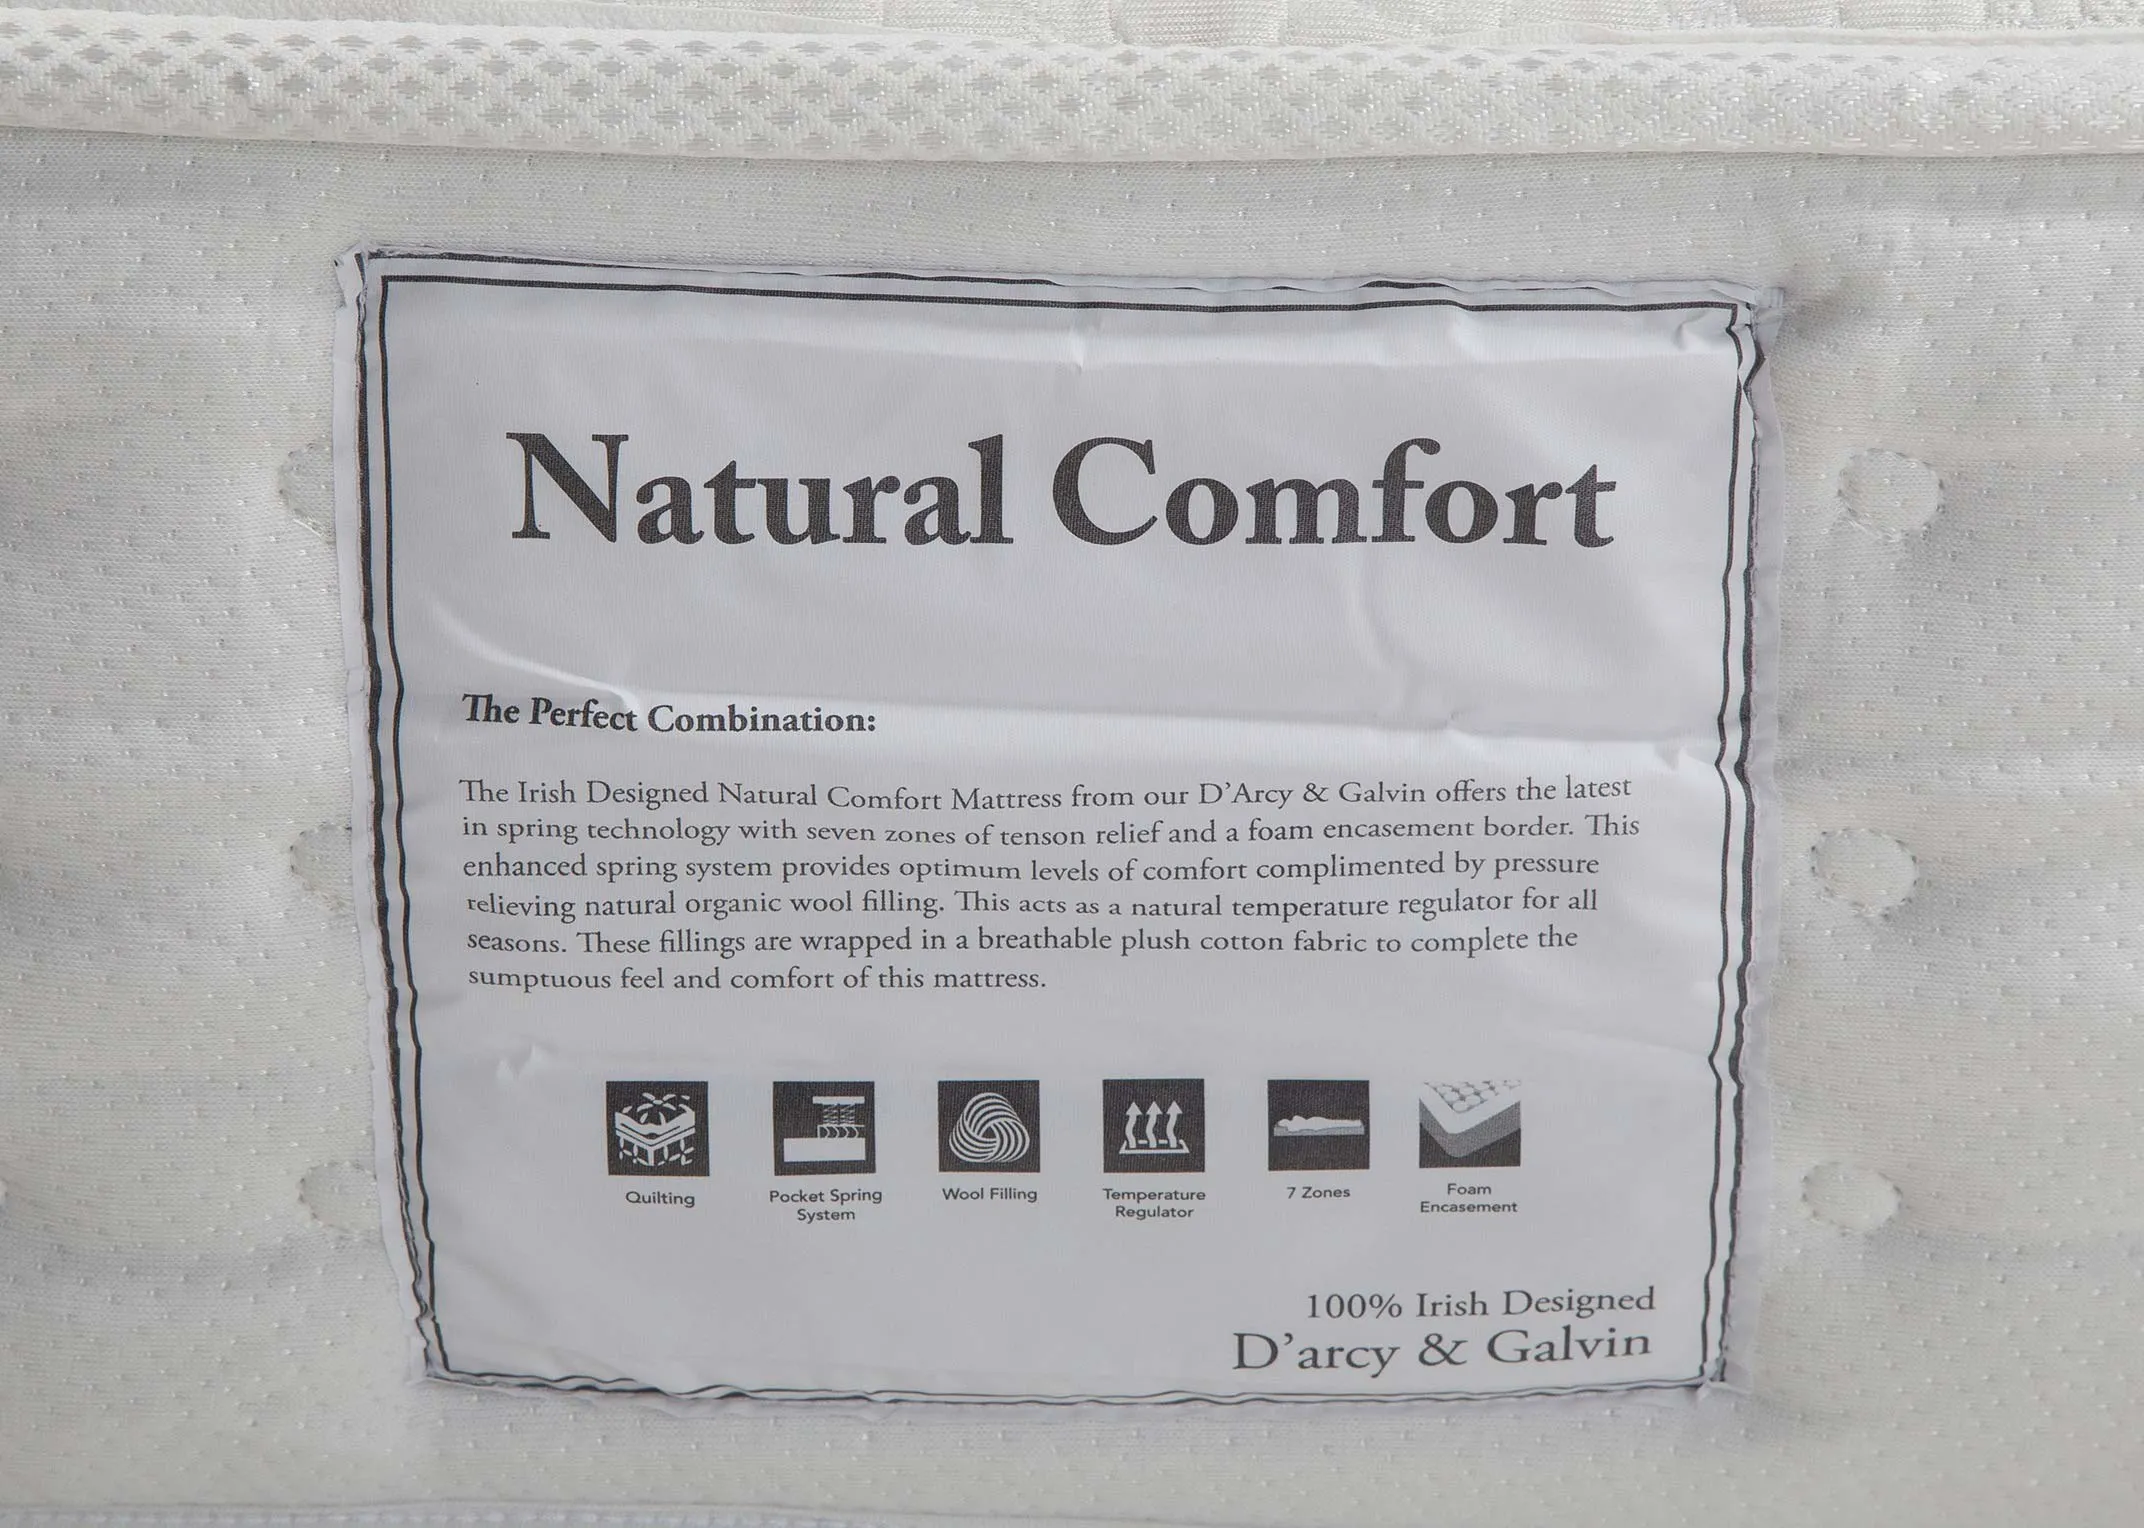 Natural Comfort
The Perfect Combination:
The Irish Designed Natural Comfort Mattress from our D’Arcy & Galvin offers the latest
in spring technology with seven zones of tenson relief and a foam encasement border. This
enhanced spring system provides optimum levels of comfort complimented by pressure
relieving natural organic wool filling. This acts as a natural temperature regulator for all
seasons. These fillings are wrapped in a breathable plush cotton fabric to complete the
sumptuous feel and comfort of this mattress.
Quilting
Pocket Spring
System
Wool Filling
Temperature
Regulator
7 Zones
Foam
Encasement
100% Irish Designed
D’arcy & Galvin